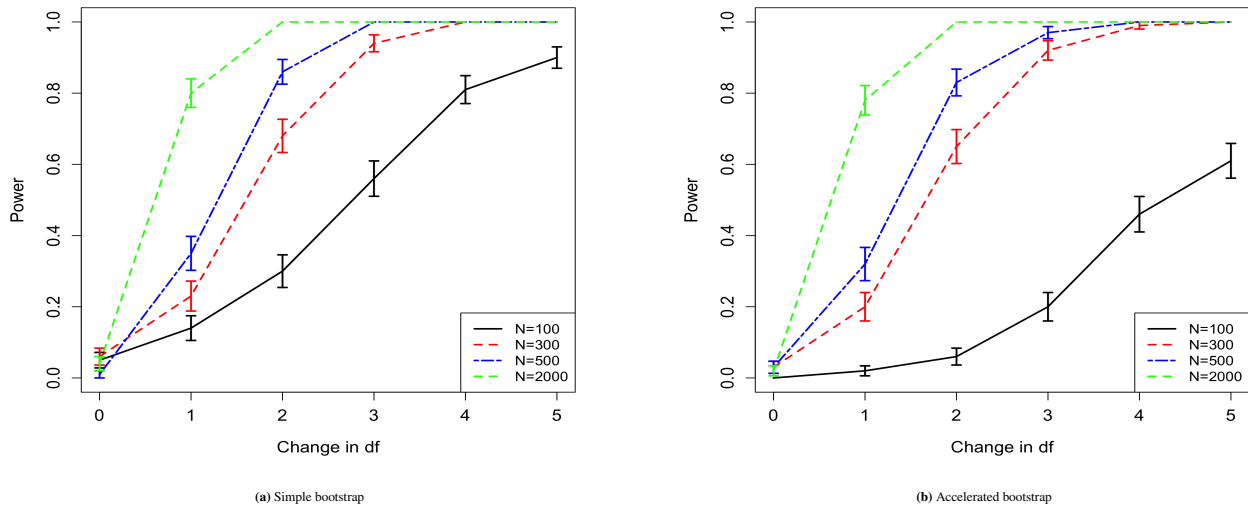 Power
1.0
0.8
0.6
0.4
0.2
0.0
0 1 2 3 4 5
Change in df
N=100
N=300
N=500
N=2000
(a) Simple bootstrap
Power
1.0
0.8
0.6
0.4
0.2
0.0
0 1 2 3 4 5
Change in df
N=100
N=300
N=500
N=2000
(b) Accelerated bootstrap